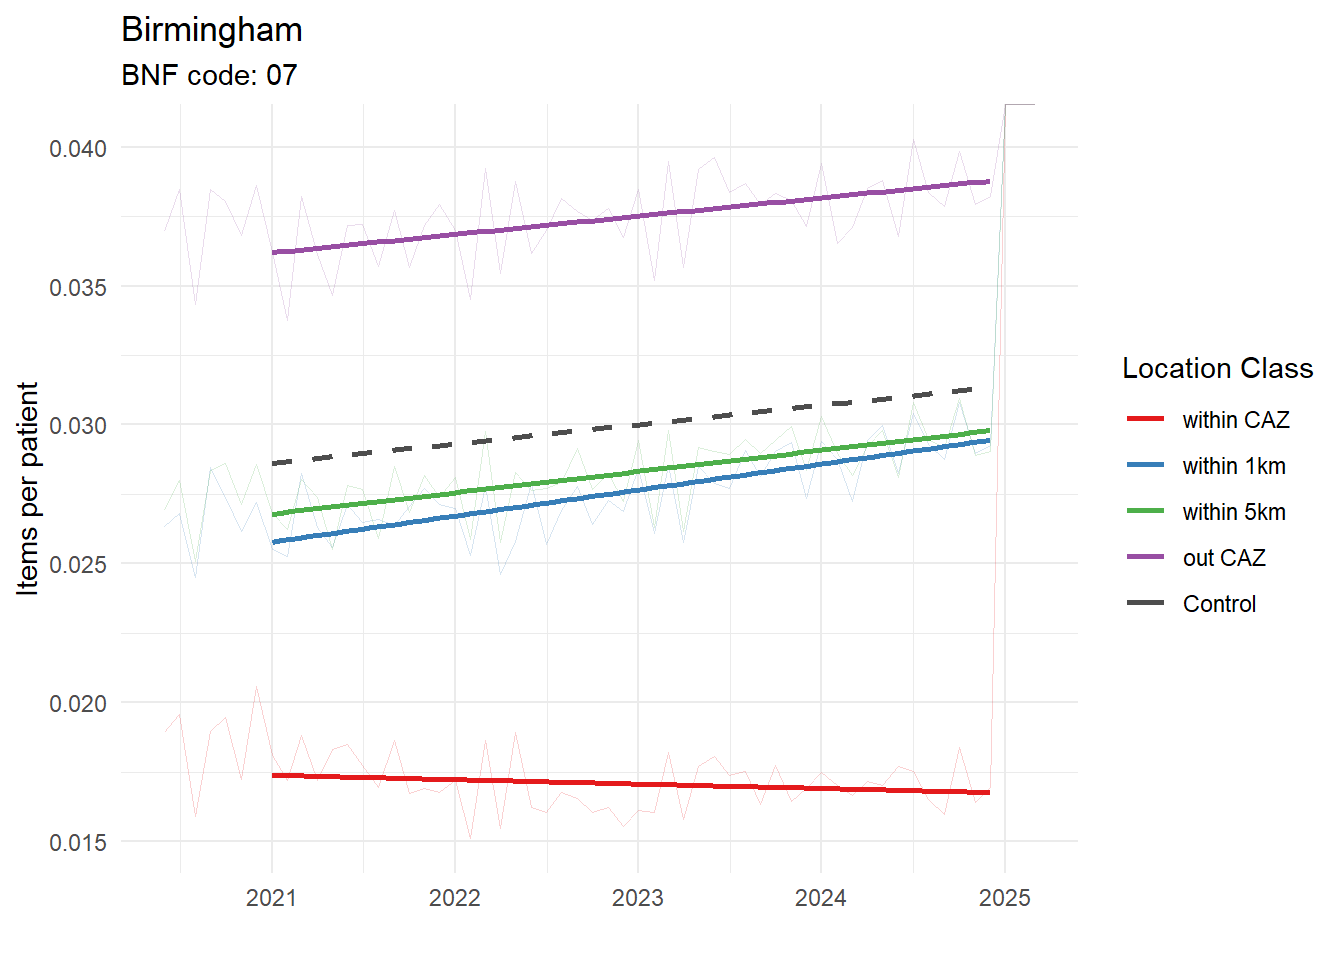 Birmingham
BNF code: 07
Items per patient
0.040
0.035
0.030
0.025
0.020
0.015
2021 2022 2023 2024 2025
Location Class
within CAZ
within 1km
within 5km
out CAZ
Control